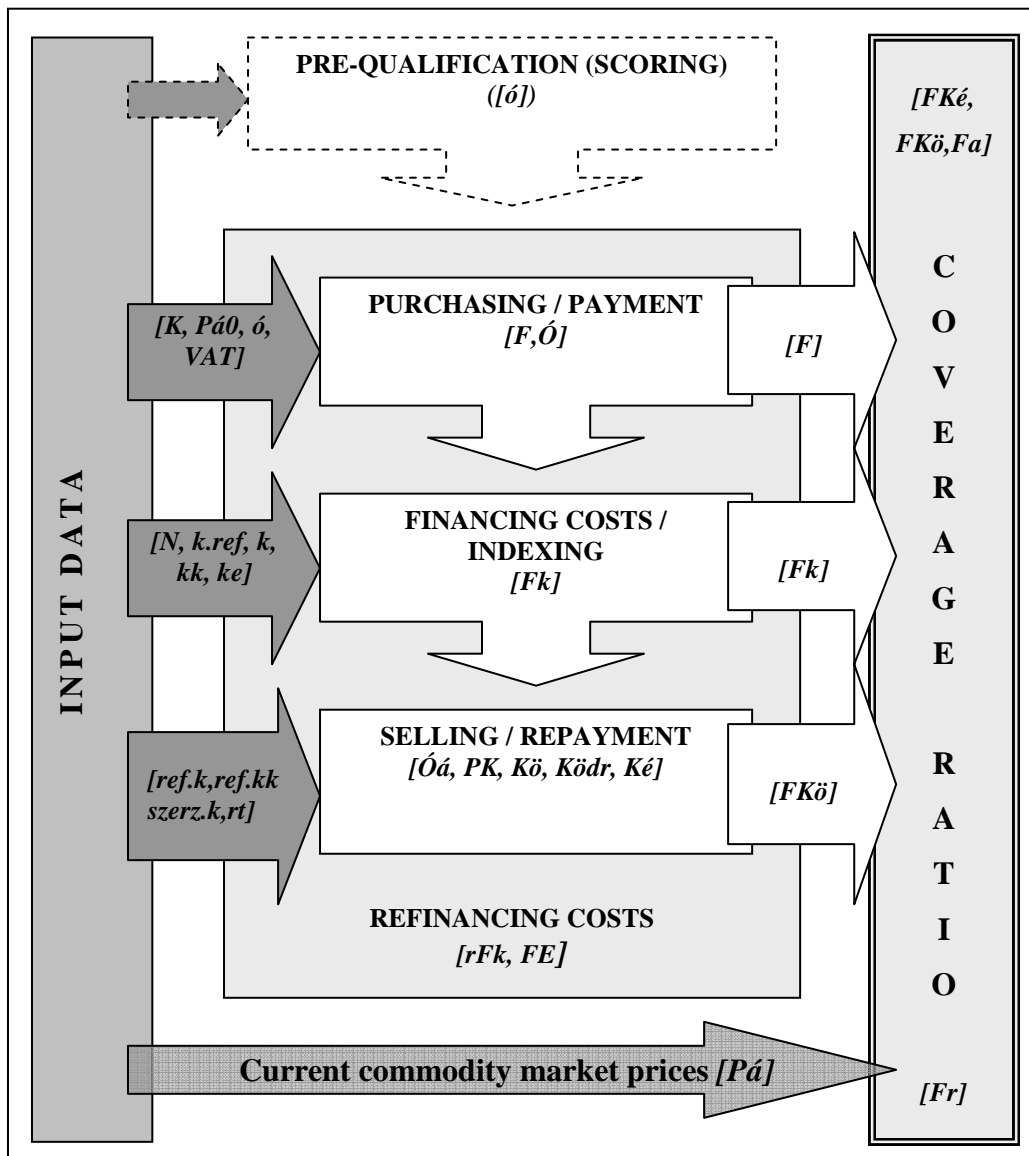 PRE-QUALIFICATION (SCORING)
([ó])
[FKé,
FKö,Fa]
INPUT DATA
[K, Pá0, ó,
VAT]
PURCHASING / PAYMENT
[F,Ó]
[F]
[N, k.ref, k,
kk, ke]
FINANCING COSTS /
INDEXING
[Fk]
[Fk]
[ref.k,ref.kk
szerz.k,rt]
SELLING / REPAYMENT
[Óá, PK, Kö, Ködr, Ké]
[FKö]
REFINANCING COSTS
[rFk, FE]
COVERAGE
RATIO
Current commodity market prices [Pá]
[Fr]